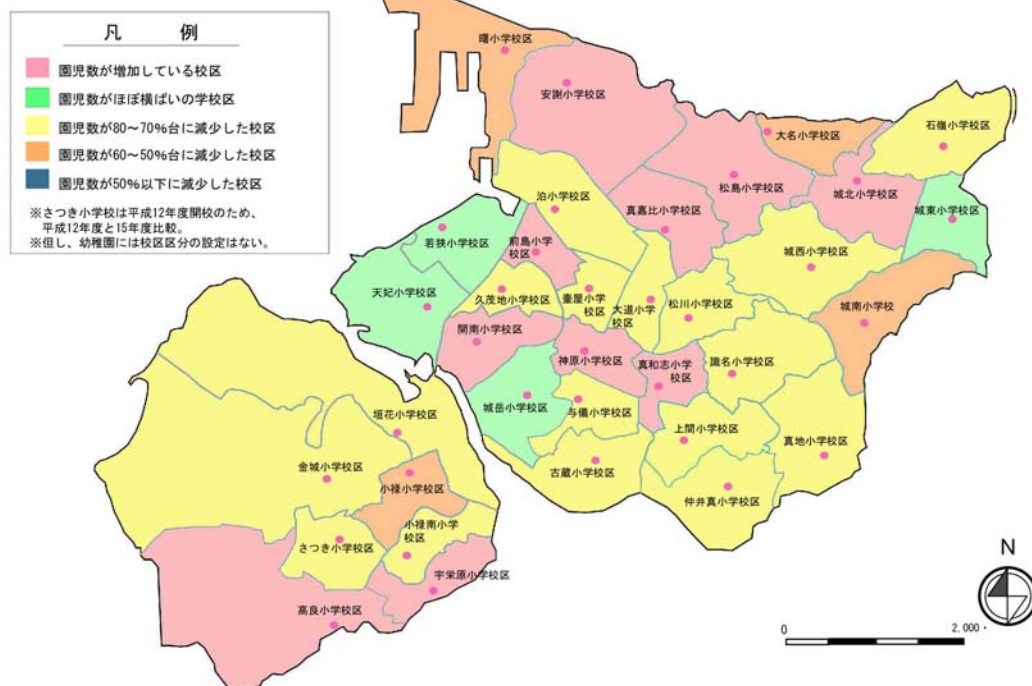 凡 例
園児数が増加している校区
園児数がほぼ横ばいの学校区
園児数が80～70%台に減少した校区
園児数が60～50%台に減少した校区
園児数が50%以下に減少した校区
※さつき小学校は平成12年度開校のため、
平成12年度と15年度比較。
※但し、幼稚園には校区区分の設定はない。
曙小学校区
安謝小学校区
大名小学校区
石嶺小学校区
松島小学校区
城北小学校区
泊小学校区
真嘉比小学校区
城東小学校区
若狭小学校区
前島小学
校区
城西小学校区
天妃小学校区
久茂地小学校区
壷屋小学
校区
大道小学
校区
松川小学校区
城南小学校
開南小学校区
神原小学校区
真和志小学
校区
識名小学校区
城岳小学校区
与儀小学校区
垣花小学校区
上間小学校区
真地小学校区
古蔵小学校区
金城小学校区
小禄小学校区
仲井真小学校区
小禄南小学
校区
さつき小学校区
宇栄原小学校区
高良小学校区
N
0
2,000